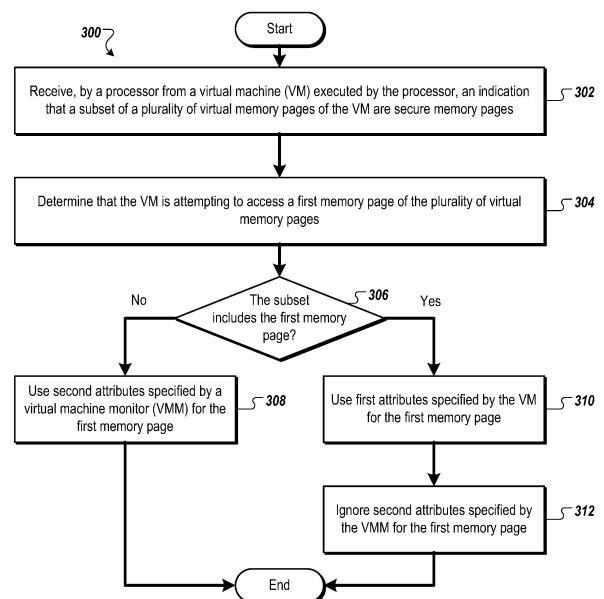 300
Start
Receive, by a processor from a virtual machine (VM) executed by the processor, an indication
that a subset of a plurality of virtual memory pages of the VM are secure memory pages
302
Determine that the VM is attempting to access a first memory page of the plurality of virtual
memory pages
304
306
No
The subset
includes the first memory
page?
Yes
Use second attributes specified by a
virtual machine monitor (VMM) for the
first memory page
308
Use first attributes specified by the VM
for the first memory page
310
Ignore second attributes specified by
the VMM for the first memory page
312
End